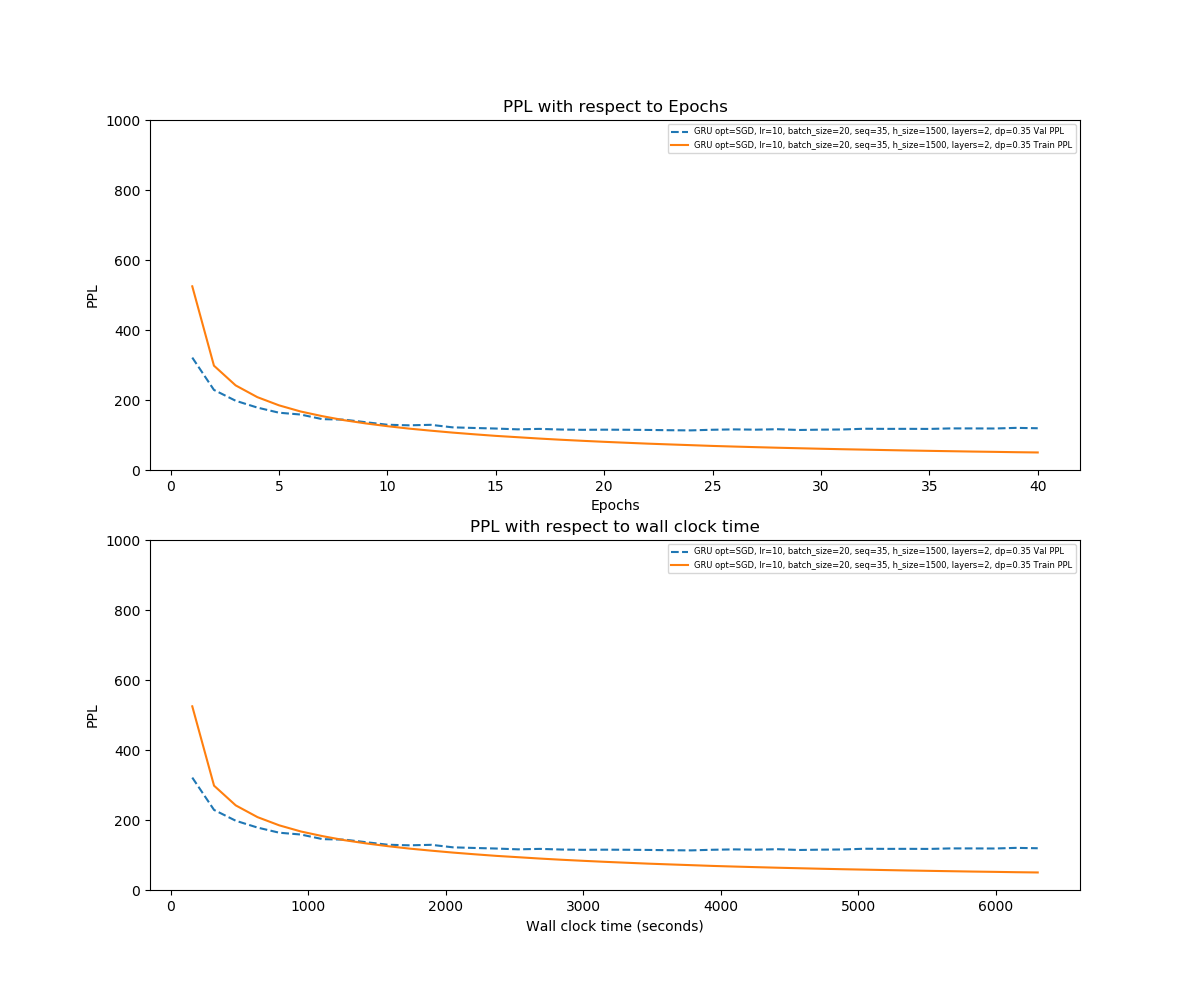 PPL with respect to Epochs
1000
800
600
400
200
0
PPL
GRU opt=SGD, lr=10, batch_size=20, seq=35, h_size=1500, layers=2, dp=0.35 Val PPL
GRU opt=SGD, lr=10, batch_size=20, seq=35, h_size=1500, layers=2, dp=0.35 Train PPL
0 5 10 15 20 25 30 35 40
Epochs
PPL with respect to wall clock time
1000
800
600
400
200
0
PPL
GRU opt=SGD, lr=10, batch_size=20, seq=35, h_size=1500, layers=2, dp=0.35 Val PPL
GRU opt=SGD, lr=10, batch_size=20, seq=35, h_size=1500, layers=2, dp=0.35 Train PPL
0 1000 2000 3000 4000 5000 6000
Wall clock time (seconds)